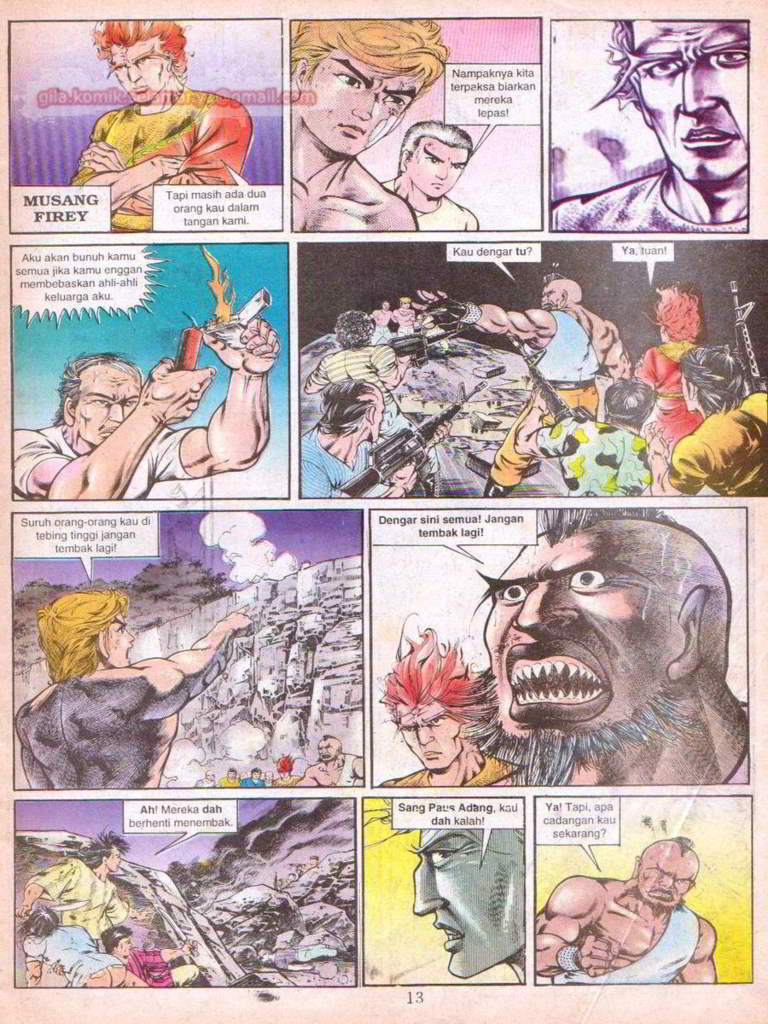 gila.komik-selamanya@gmail.com
MUSANG
FIREY
Tapi masih ada dua
orang kau dalam
tangan kami.
Nampaknya kita
terpaksa biarkan
mereka
lepas!
Aku akan bunuh kamu
semua jika kamu enggan
membebaskan ahli-ahli
keluarga aku.
Kau dengar tu?
Ya, tuan!
Suruh orang-orang kau di
tebing tinggi jangan
tembak lagi!
Dengar sini semua! Jangan
tembak lagi!
Ah! Mereka dah
berhenti menembak.
Sang Paus Adang, kau
dah kalah!
Ya! Tapi, apa
cadangan kau
sekarang?
13